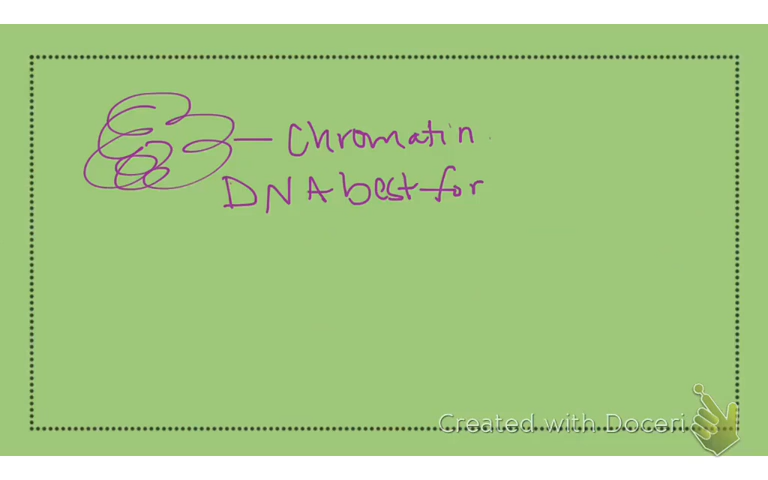 — Chromatin
DNA best for
Created with Doceri